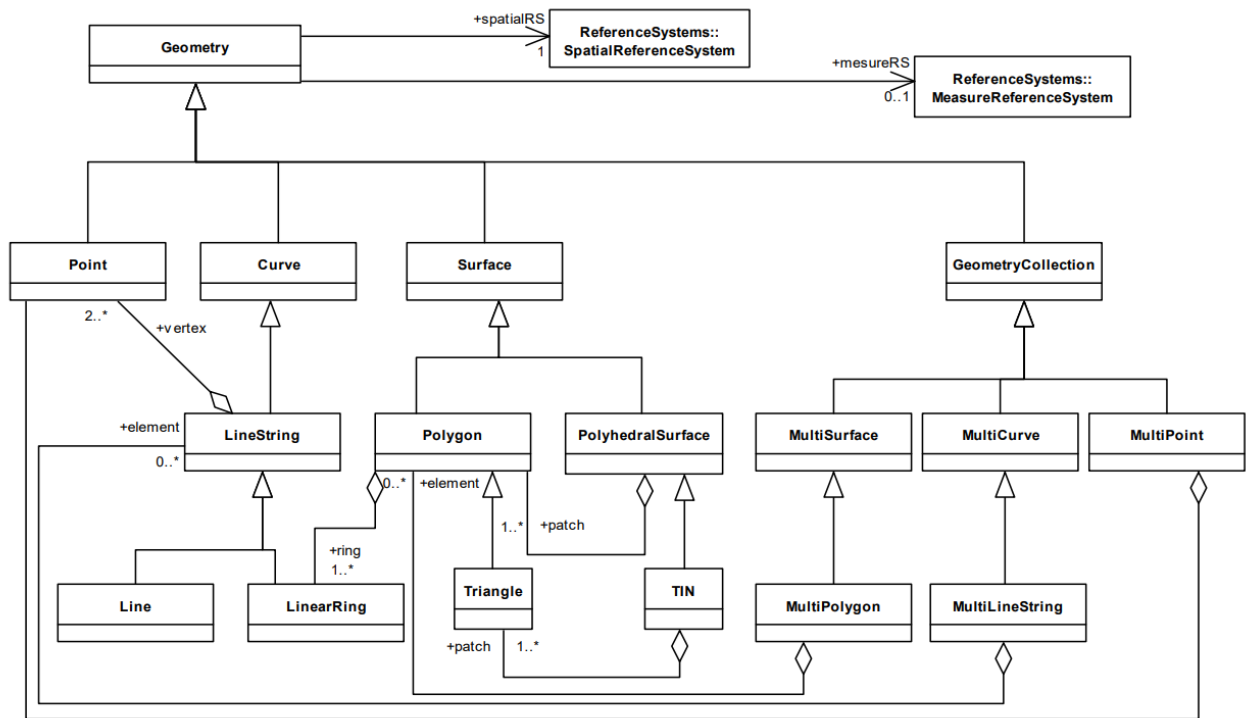 +spatialRS
ReferenceSystems::
SpatialReferenceSystem
1
Geometry
+mesureRS
ReferenceSystems::
MeasureReferenceSystem
0..1
Point
Curve
Surface
GeometryCollection
2..*
+vertex
+element
LineString
Polygon
PolyhedralSurface
MultiSurface
MultiCurve
MultiPoint
0..*
0..*
+element
1..*
+patch
+ring
1..*
Line
LinearRing
Triangle
TIN
MultiPolygon
MultiLineString
+patch
1..*